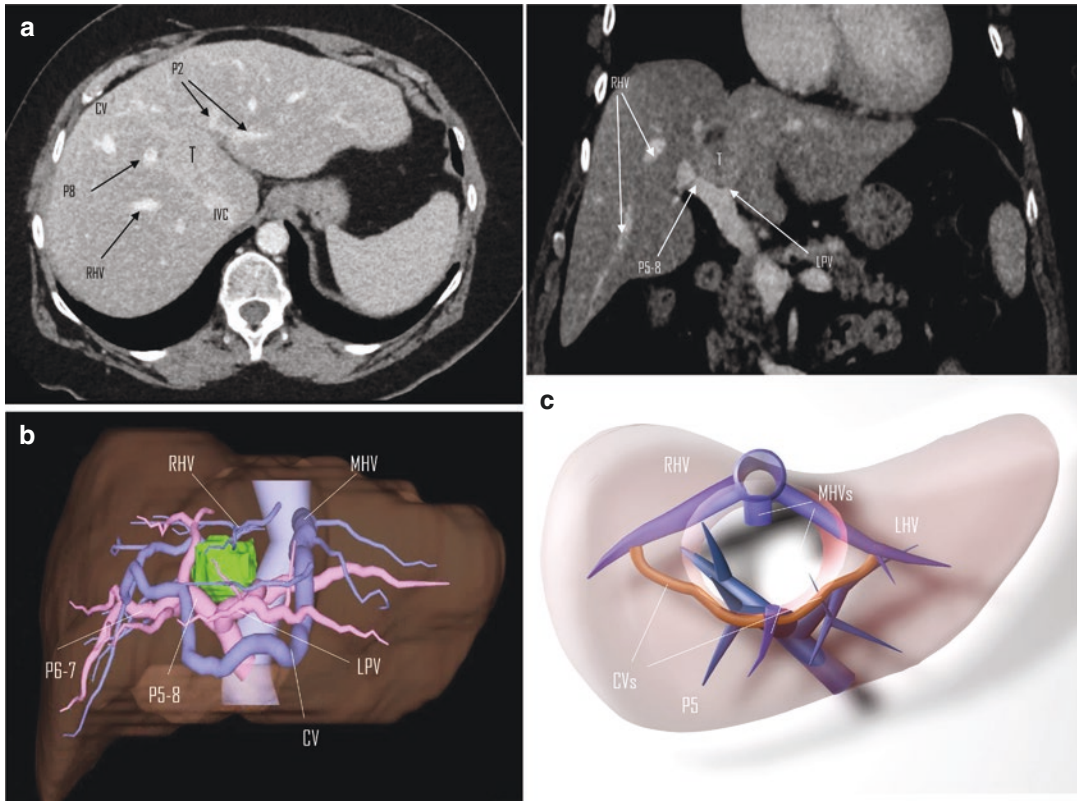 a
P2
CV
T
P8
IVC
RHV
RHV
T
P5-8
LPV
b
RHV
MHV
P6-7
P5-8
LPV
CV
c
RHV
MHVs
LHV
CVs
P5